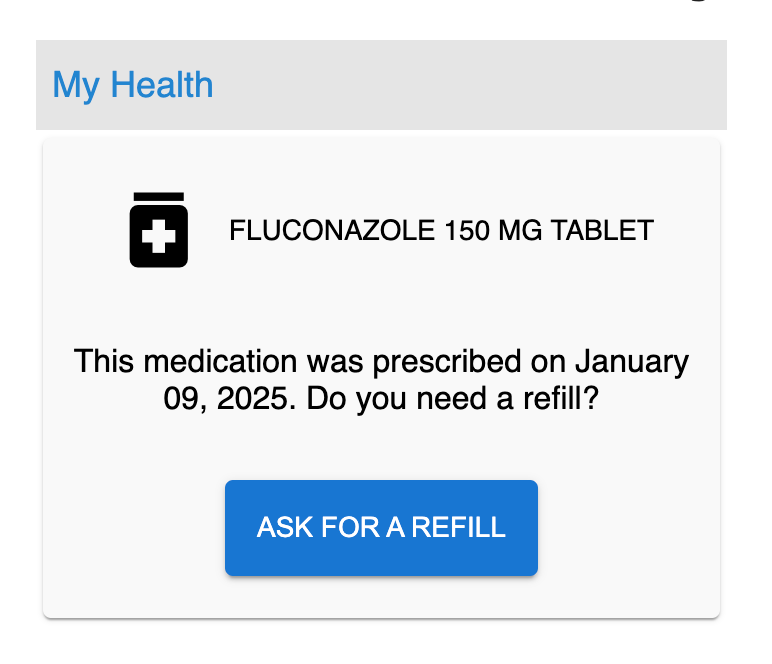 My Health
FLUCONAZOLE 150 MG TABLET
This medication was prescribed on January
09, 2025. Do you need a refill?
ASK FOR A REFILL